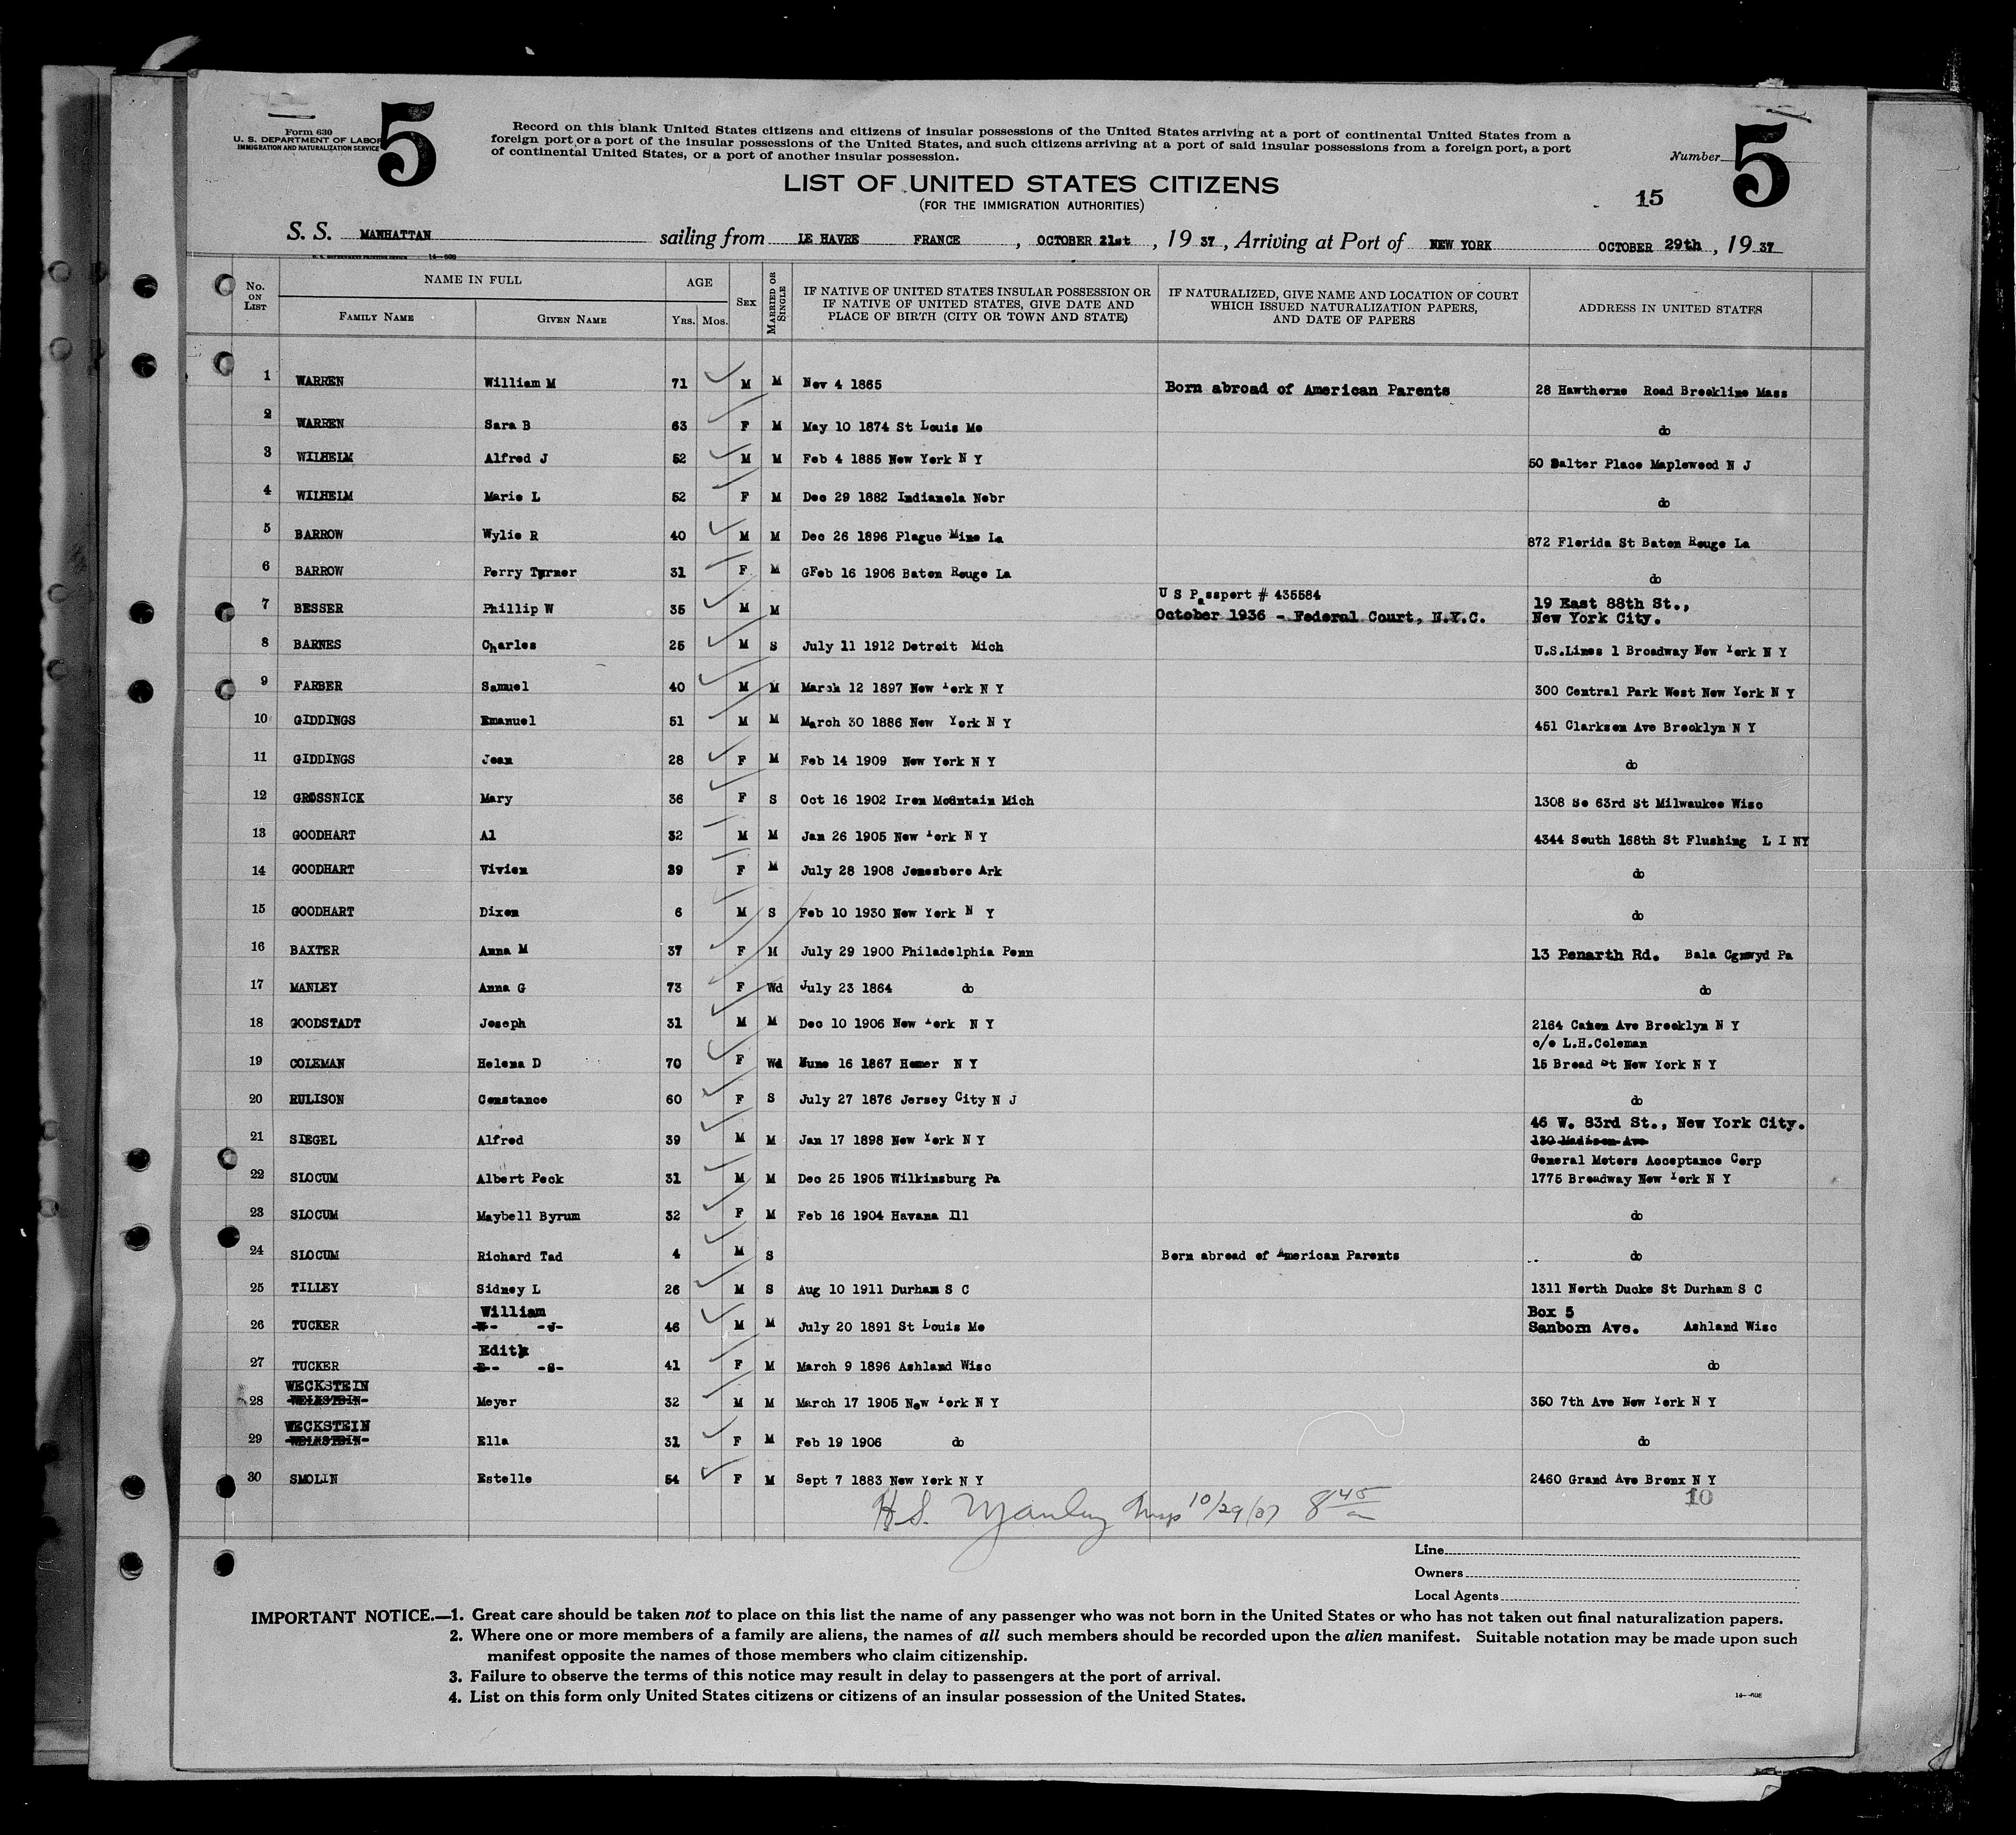 Form 630
U. S. DEPARTMENT OF LABOR
IMMIGRATION AND NATURALIZATION SERVICE
5
Record on this blank United States citizens and citizens of insular possessions of the United States arriving at a port of continental United States from a
foreign port or a port of the insular possessions of the United States, and such citizens arriving at a port of said insular possessions from a foreign port, a port
of continental United States, or a port of another insular possession.
Number 5
LIST OF UNITED STATES CITIZENS
(FOR THE IMMIGRATION AUTHORITIES)
15
S. S. MANHATTAN sailing from LE HAVRE FRANCE , OCTOBER 21st , 19 37 , Arriving at Port of NEW YORK OCTOBER 29th , 19 37
No. ON LIST
NAME IN FULL
FAMILY NAME GIVEN NAME
AGE
YRS. MOS.
SEX
MARRIED OR SINGLE
IF NATIVE OF UNITED STATES INSULAR POSSESSION OR
IF NATIVE OF UNITED STATES, GIVE DATE AND
PLACE OF BIRTH (CITY OR TOWN AND STATE)
IF NATURALIZED, GIVE NAME AND LOCATION OF COURT
WHICH ISSUED NATURALIZATION PAPERS,
AND DATE OF PAPERS
ADDRESS IN UNITED STATES
1 WARREN William M 71 M M Nov 4 1865 Born abroad of American Parents 28 Hawthorne Road Brookline Mass
2 WARREN Sara B 63 F M May 10 1874 St Louis Mo do
3 WILHELM Alfred J 52 M M Feb 4 1885 New York N Y 50 Salter Place Maplewood N J
4 WILHELM Marie L 52 F M Dec 29 1882 Indianola Nebr do
5 BARROW Wylie R 40 M M Dec 26 1896 Plague Mine La 872 Florida St Baton Rouge La
6 BARROW Perry Turner 31 F M GFeb 16 1906 Baton Rouge La do
7 BESSER Phillip W 35 M M U S Passport # 435584 19 East 88th St.,
October 1936 - Federal Court, N.Y.C. New York City.
8 BARNES Charles 25 M S July 11 1912 Detroit Mich U.S.Lines 1 Broadway New York N Y
9 FARBER Samuel 40 M M March 12 1897 New York N Y 300 Central Park West New York N Y
10 GIDDINGS Emanuel 51 M M March 30 1886 New York N Y 451 Clarkson Ave Brooklyn N Y
11 GIDDINGS Jean 28 F M Feb 14 1909 New York N Y do
12 GROSSNICK Mary 36 F S Oct 16 1902 Iron Mountain Mich 1308 So 63rd St Milwaukee Wisc
13 GOODHART Al 32 M M Jan 26 1905 New York N Y 4344 South 168th St Flushing L I NY
14 GOODHART Vivien 29 F M July 28 1908 Jonesboro Ark do
15 GOODHART Dixon 6 M S Feb 10 1930 New York N Y do
16 BAXTER Anna M 37 F M July 29 1900 Philadelphia Penn 13 Penarth Rd. Bala Cgnwyd Pa
17 MANLEY Anna G 73 F Wd July 23 1864 do do
18 GOODSTADT Joseph 31 M M Dec 10 1906 New York N Y 2164 Caton Ave Brooklyn N Y
c/o L.H.Coleman
19 COLEMAN Helena D 70 F Wd June 16 1867 Homer N Y 15 Broad St New York N Y
20 RULISON Constance 60 F S July 27 1876 Jersey City N J do
46 W. 83rd St., New York City.
21 SIEGEL Alfred 39 M M Jan 17 1898 New York N Y 130 Madison Ave
General Motors Acceptance Corp
22 SLOCUM Albert Peck 31 M M Dec 25 1905 Wilkinsburg Pa 1775 Broadway New York N Y
23 SLOCUM Maybell Byrum 32 F M Feb 16 1904 Havana Ill do
24 SLOCUM Richard Tad 4 M S Born abroad of American Parents do
25 TILLEY Sidney L 26 M S Aug 10 1911 Durham S C 1311 North Ducke St Durham S C
William Box 5
26 TUCKER W-- -J- 46 M M July 20 1891 St Louis Mo Sanborn Ave. Ashland Wisc
Edith
27 TUCKER E-- -S- 41 F M March 9 1896 Ashland Wisc do
WECKSTEIN
28 Meyer 32 M M March 17 1905 New York N Y 350 7th Ave New York N Y
WECKSTEIN
29 Ella 31 F M Feb 19 1906 do do
30 SMOLIN Estelle 54 F M Sept 7 1883 New York N Y 2460 Grand Ave Bronx N Y
10
H.S. Manley Insp 10/29/37 8 45
Line
Owners
Local Agents
IMPORTANT NOTICE.—1. Great care should be taken not to place on this list the name of any passenger who was not born in the United States or who has not taken out final naturalization papers.
2. Where one or more members of a family are aliens, the names of all such members should be recorded upon the alien manifest. Suitable notation may be made upon such
manifest opposite the names of those members who claim citizenship.
3. Failure to observe the terms of this notice may result in delay to passengers at the port of arrival.
4. List on this form only United States citizens or citizens of an insular possession of the United States.